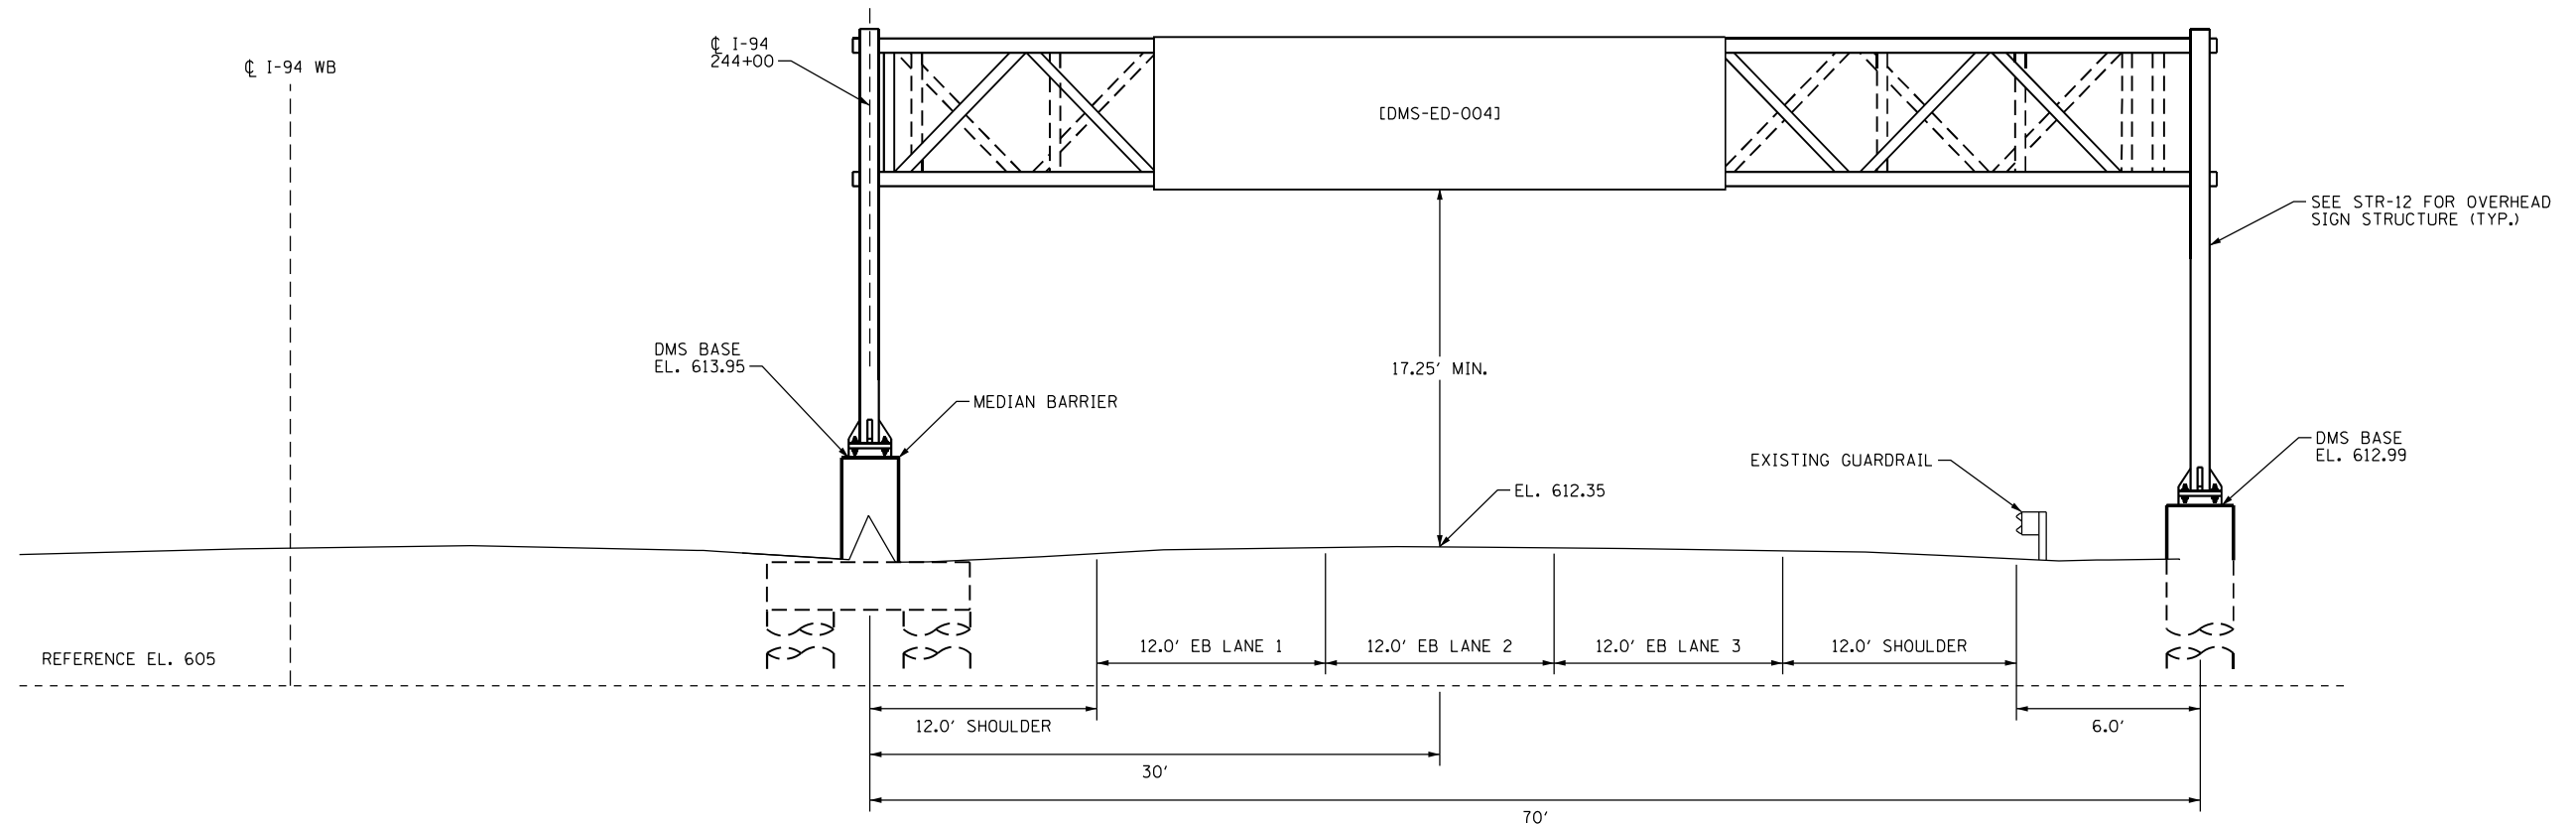 ℄ I-94 WB
℄ I-94
244+00
[DMS-ED-004]
SEE STR-12 FOR OVERHEAD
SIGN STRUCTURE (TYP.)
DMS BASE
EL. 613.95
17.25' MIN.
MEDIAN BARRIER
DMS BASE
EL. 612.99
EXISTING GUARDRAIL
EL. 612.35
12.0' EB LANE 1
12.0' EB LANE 2
12.0' EB LANE 3
12.0' SHOULDER
REFERENCE EL. 605
12.0' SHOULDER
6.0'
30'
70'